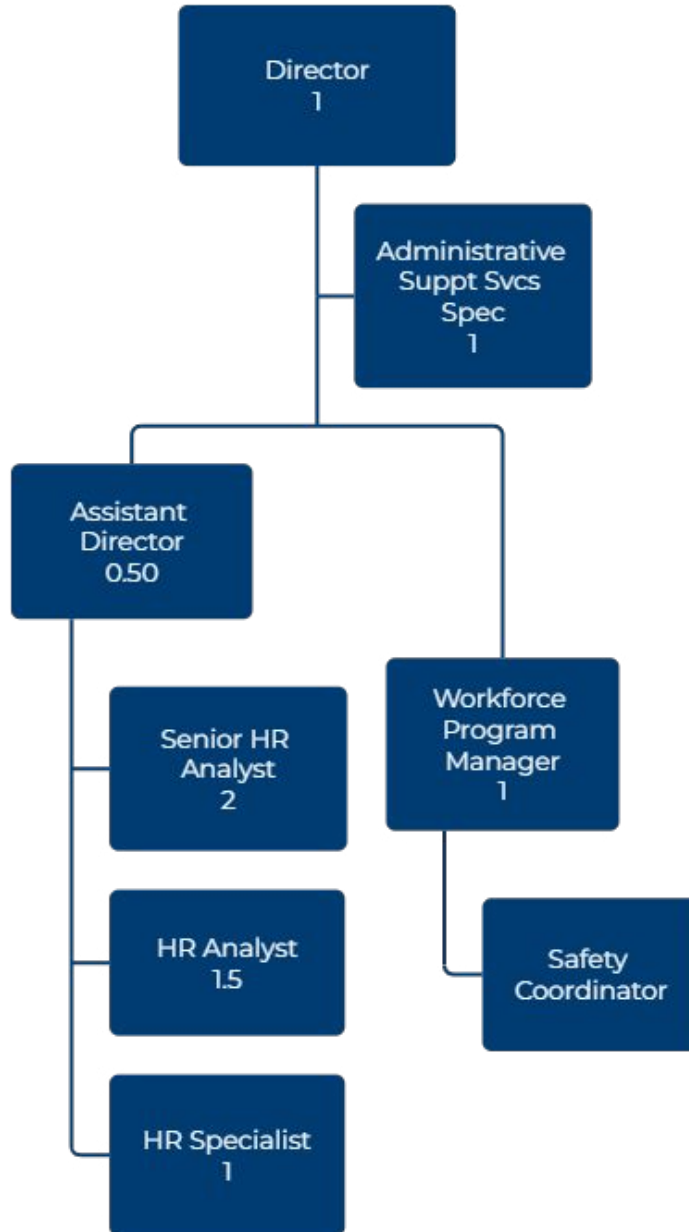 Director
1
Administrative
Suppt Svcs
Spec
1
Assistant
Director
0.50
Senior HR
Analyst
2
HR Analyst
1.5
HR Specialist
1
Workforce
Program
Manager
1
Safety
Coordinator